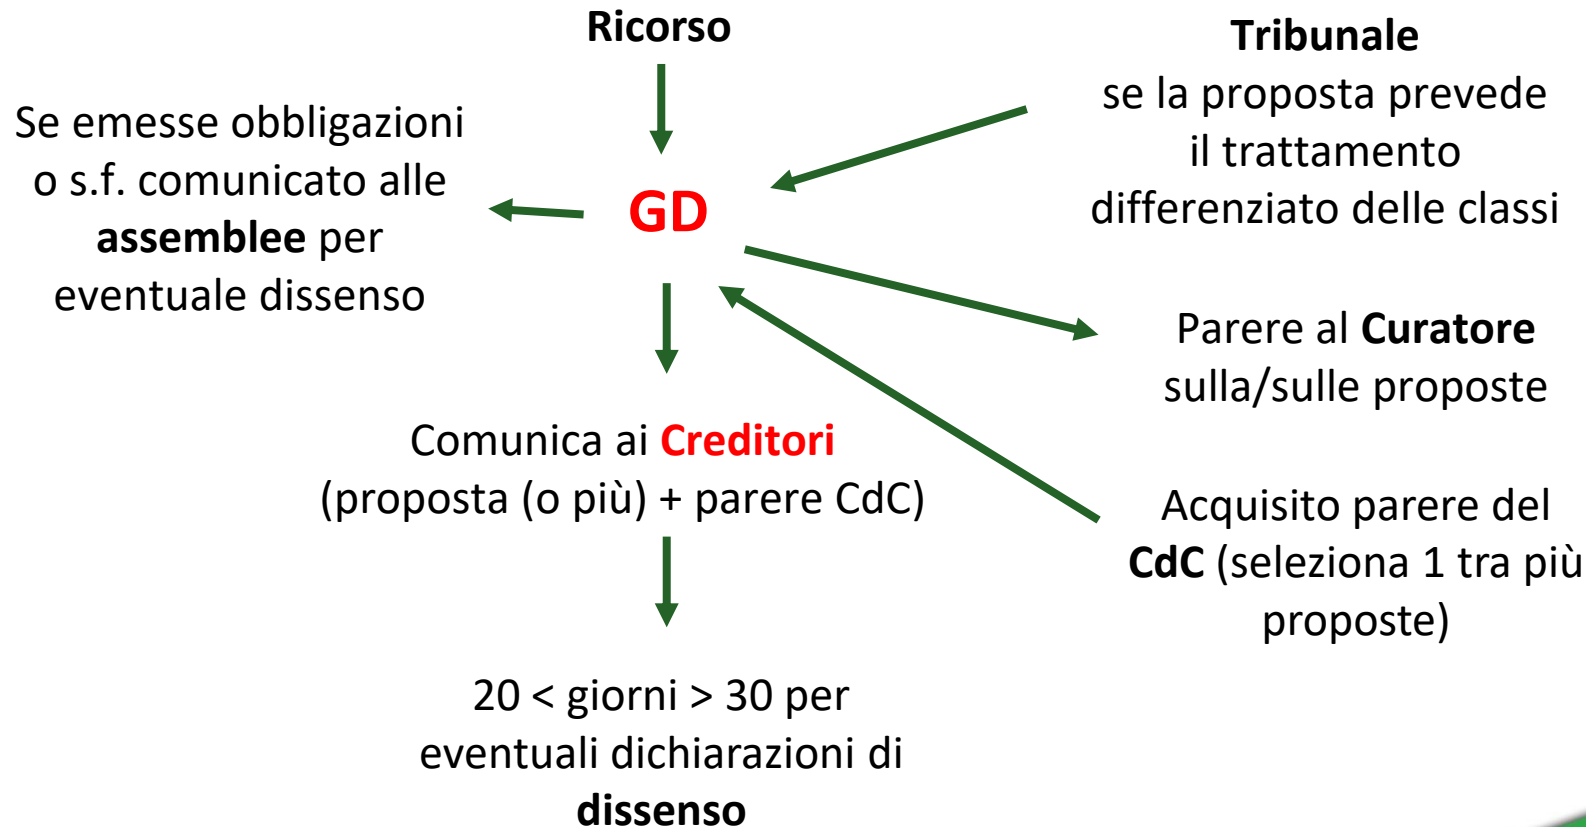 Ricorso
Tribunale
se la proposta prevede
il trattamento
differenziato delle classi
Se emesse obbligazioni
o s.f. comunicato alle
assemblee per
eventuale dissenso
GD
Parere al Curatore
sulla/sulle proposte
Comunica ai Creditori
(proposta (o più) + parere CdC)
Acquisito parere del
CdC (seleziona 1 tra più
proposte)
20 < giorni > 30 per
eventuali dichiarazioni di
dissenso